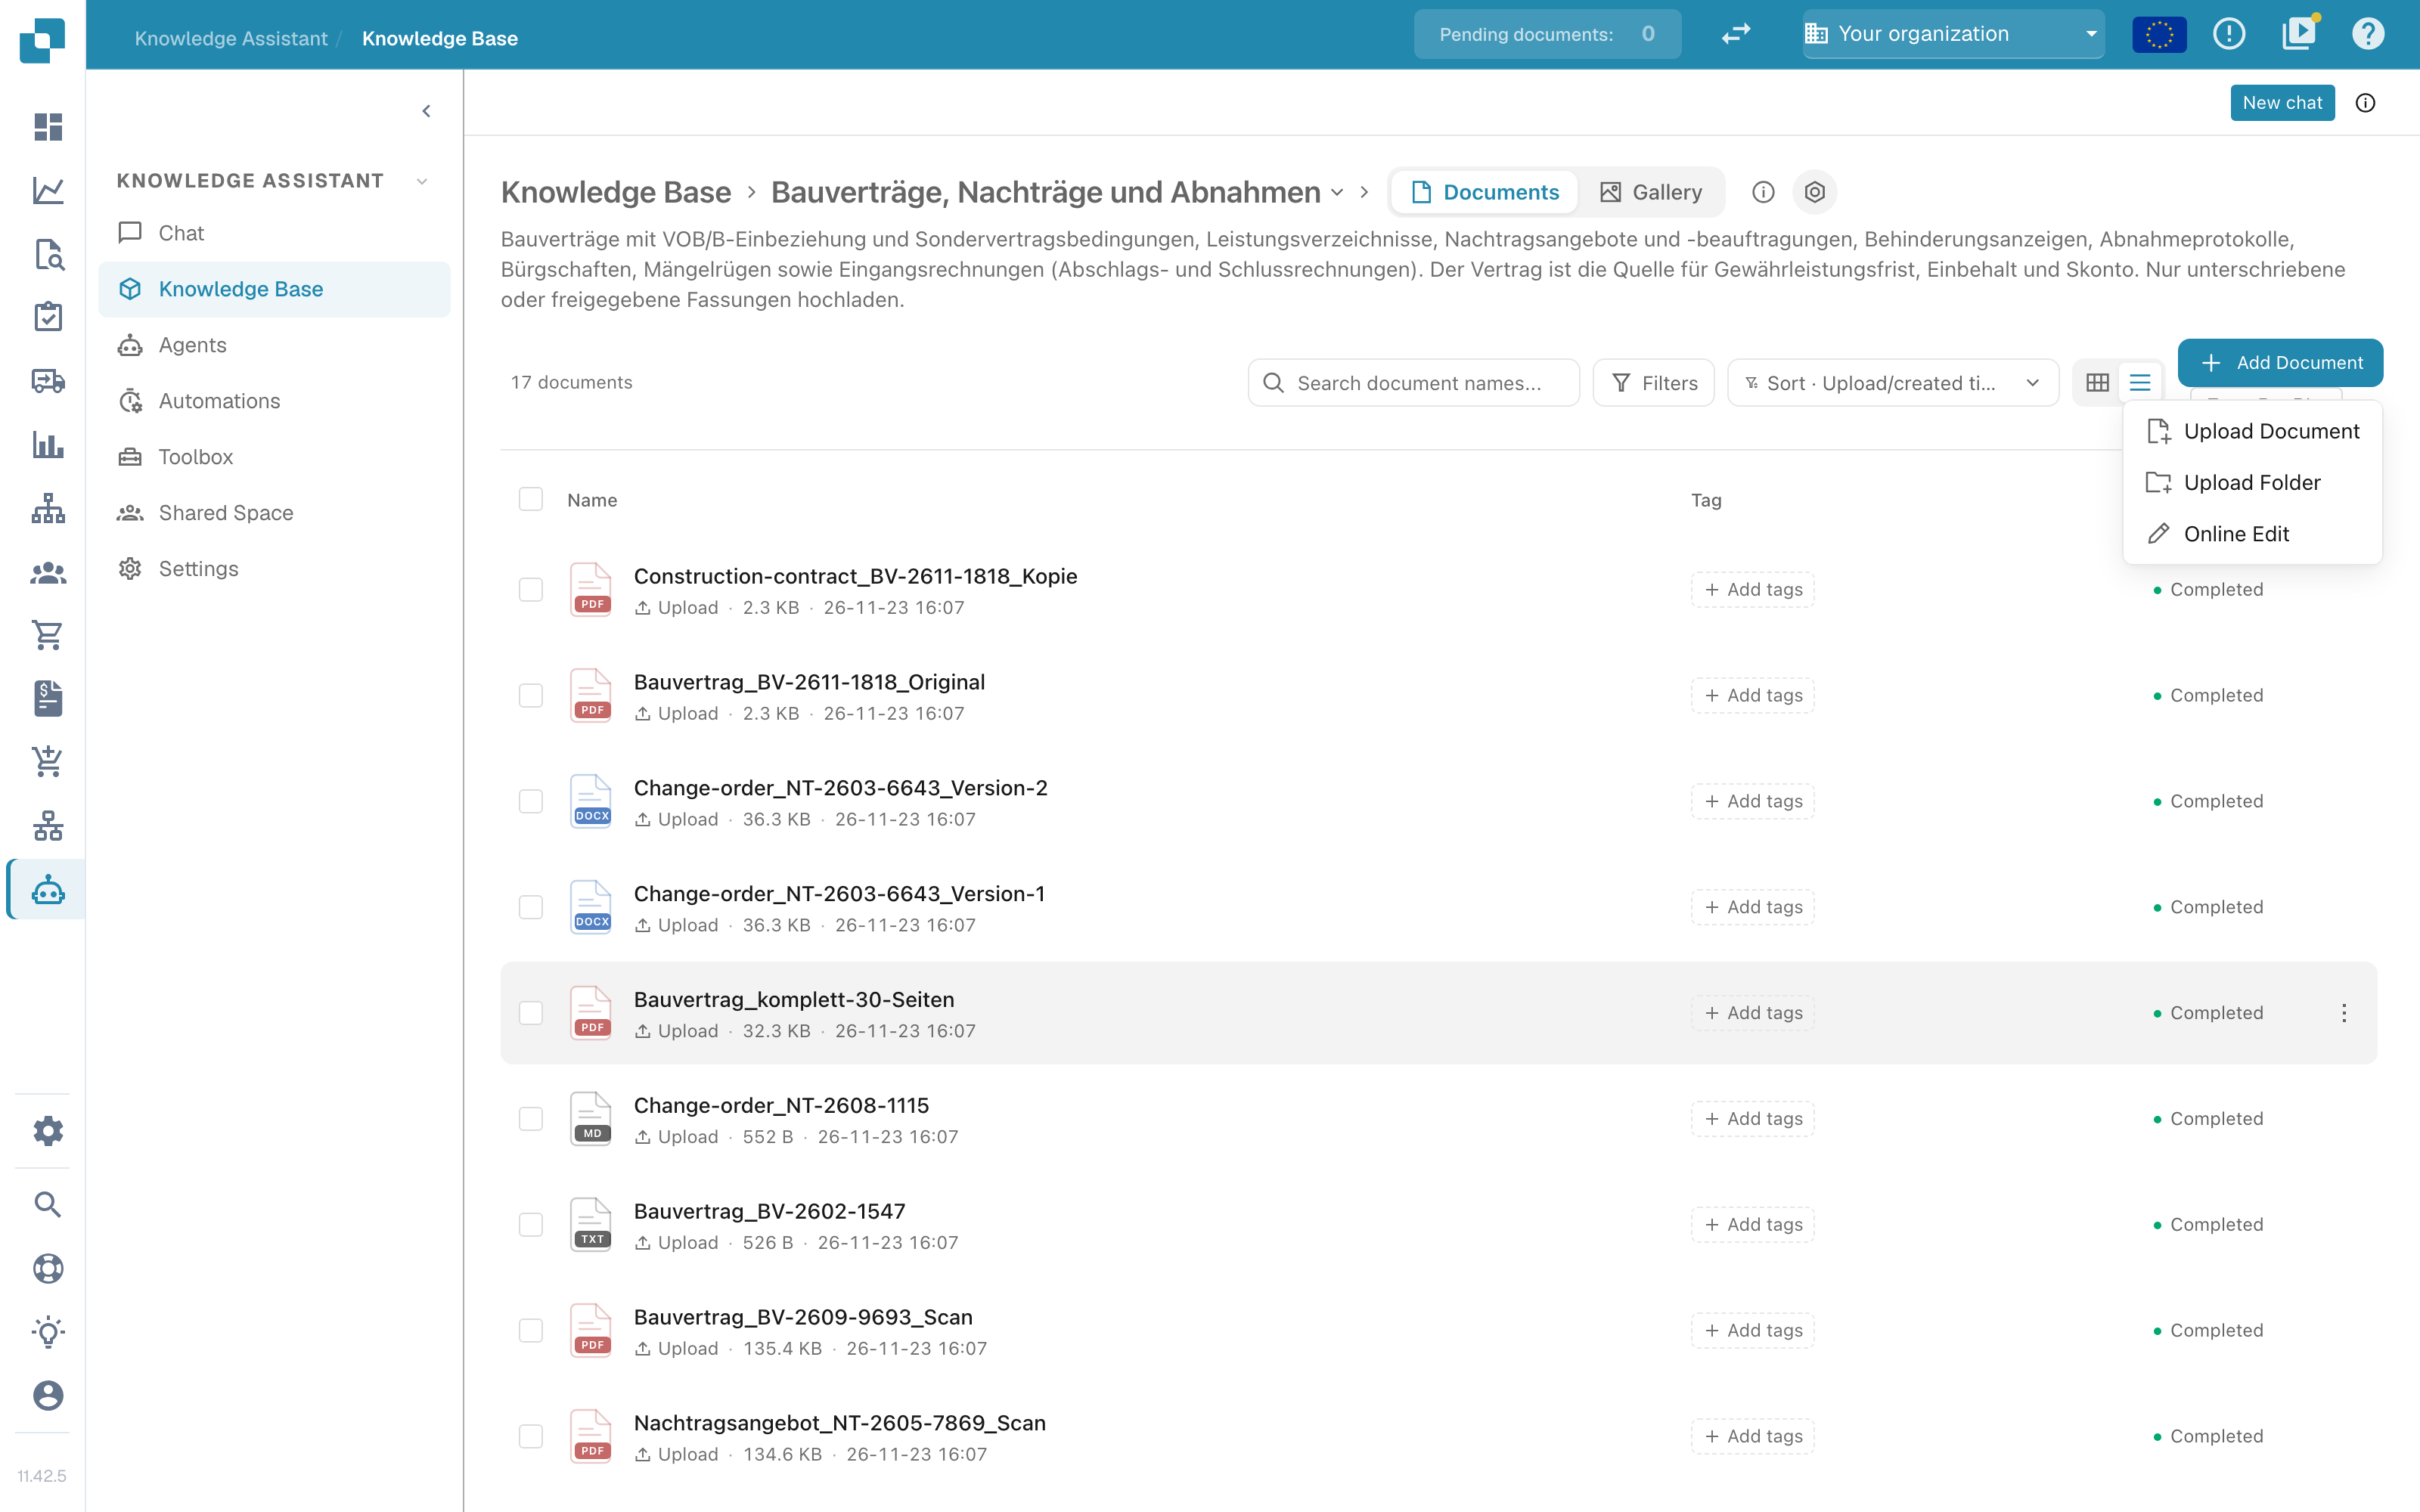 Knowledge Assistant / Knowledge Base
Pending documents: 0
Your organization
New chat
KNOWLEDGE ASSISTANT
Chat
Knowledge Base
Agents
Automations
Toolbox
Shared Space
Settings
11.42.5
Knowledge Base > Bauverträge, Nachträge und Abnahmen >
Documents
Gallery
Bauverträge mit VOB/B-Einbeziehung und Sondervertragsbedingungen, Leistungsverzeichnisse, Nachtragsangebote und -beauftragungen, Behinderungsanzeigen, Abnahmeprotokolle,
Bürgschaften, Mängelrügen sowie Eingangsrechnungen (Abschlags- und Schlussrechnungen). Der Vertrag ist die Quelle für Gewährleistungsfrist, Einbehalt und Skonto. Nur unterschriebene
oder freigegebene Fassungen hochladen.
17 documents
Search document names...
Filters
Sort · Upload/created ti...
Add Document
Upload Document
Upload Folder
Online Edit
Name
Tag
Construction-contract_BV-2611-1818_Kopie
PDF
Upload · 2.3 KB · 26-11-23 16:07
+ Add tags
Completed
Bauvertrag_BV-2611-1818_Original
PDF
Upload · 2.3 KB · 26-11-23 16:07
+ Add tags
Completed
Change-order_NT-2603-6643_Version-2
DOCX
Upload · 36.3 KB · 26-11-23 16:07
+ Add tags
Completed
Change-order_NT-2603-6643_Version-1
DOCX
Upload · 36.3 KB · 26-11-23 16:07
+ Add tags
Completed
Bauvertrag_komplett-30-Seiten
PDF
Upload · 32.3 KB · 26-11-23 16:07
+ Add tags
Completed
Change-order_NT-2608-1115
MD
Upload · 552 B · 26-11-23 16:07
+ Add tags
Completed
Bauvertrag_BV-2602-1547
TXT
Upload · 526 B · 26-11-23 16:07
+ Add tags
Completed
Bauvertrag_BV-2609-9693_Scan
PDF
Upload · 135.4 KB · 26-11-23 16:07
+ Add tags
Completed
Nachtragsangebot_NT-2605-7869_Scan
PDF
Upload · 134.6 KB · 26-11-23 16:07
+ Add tags
Completed